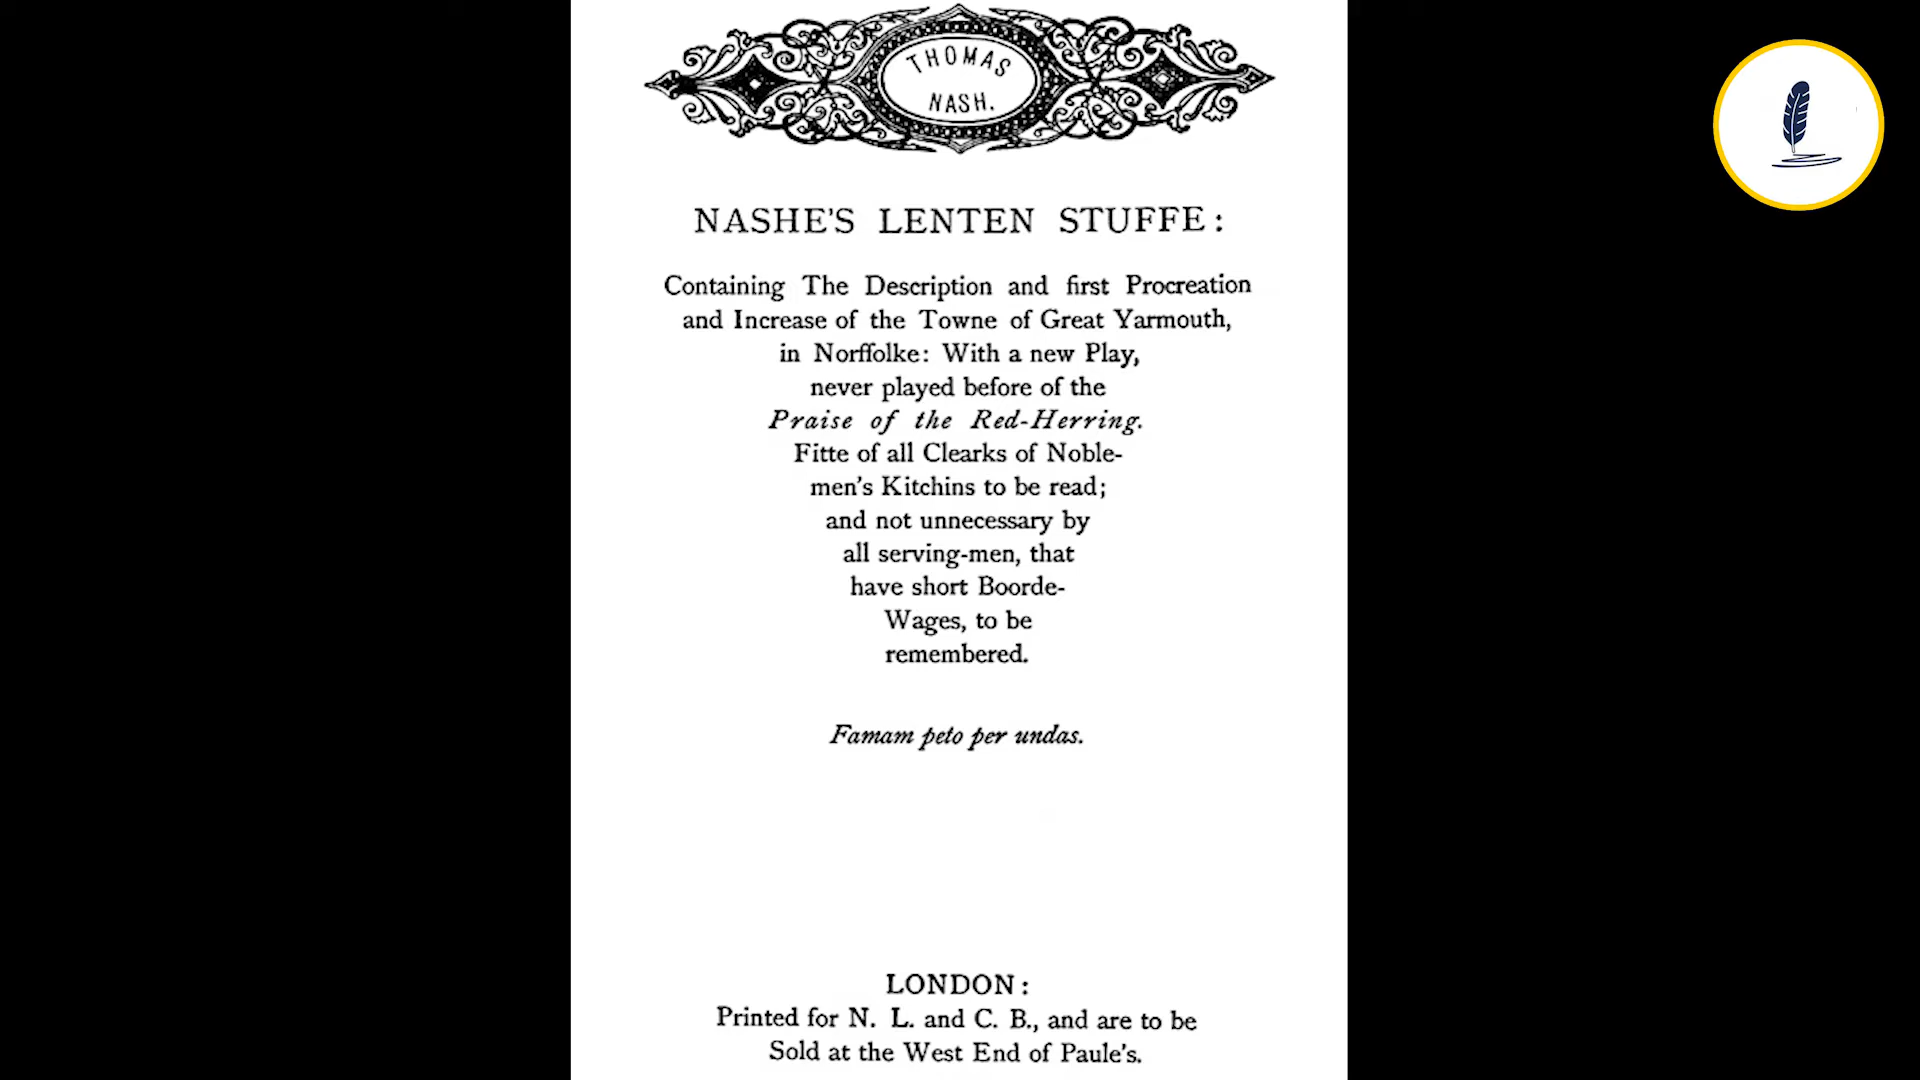 THOMAS
NASH.
NASHE'S LENTEN STUFFE:
Containing The Description and first Procreation
and Increase of the Towne of Great Yarmouth,
in Norffolke: With a new Play,
never played before of the
Praise of the Red-Herring.
Fitte of all Clearks of Noble-
men's Kitchins to be read;
and not unnecessary by
all serving-men, that
have short Boorde-
Wages, to be
remembered.
Famam peto per undas.
LONDON:
Printed for N. L. and C. B., and are to be
Sold at the West End of Paule's.